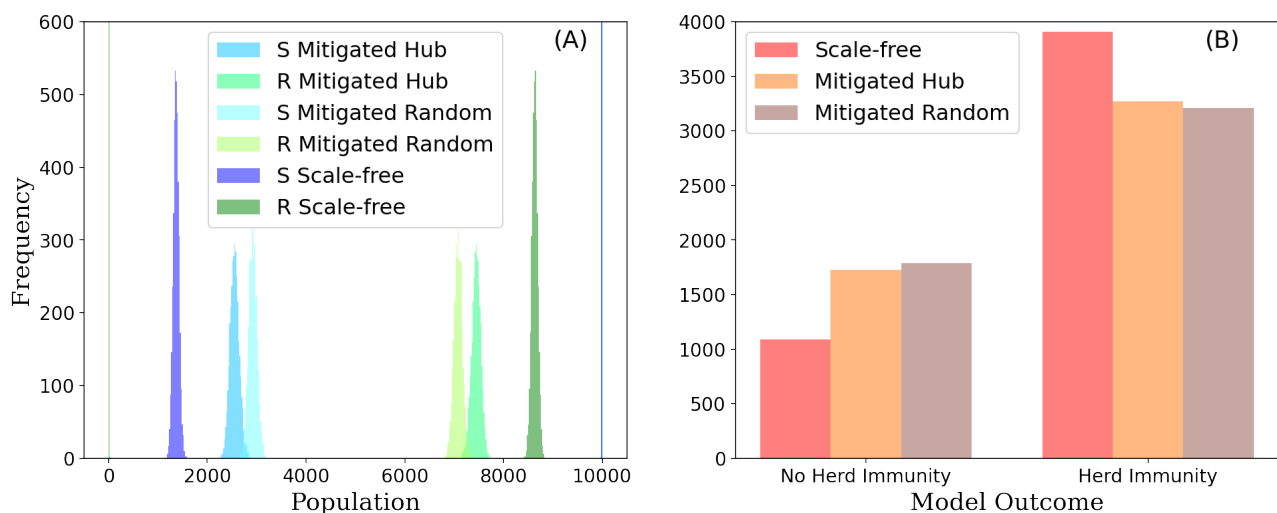 600
500
400
300
200
100
0
Frequency
0
2000
4000
6000
8000
10000
Population
(A)
S Mitigated Hub
R Mitigated Hub
S Mitigated Random
R Mitigated Random
S Scale-free
R Scale-free
4000
3500
3000
2500
2000
1500
1000
500
0
(B)
Scale-free
Mitigated Hub
Mitigated Random
No Herd Immunity
Herd Immunity
Model Outcome